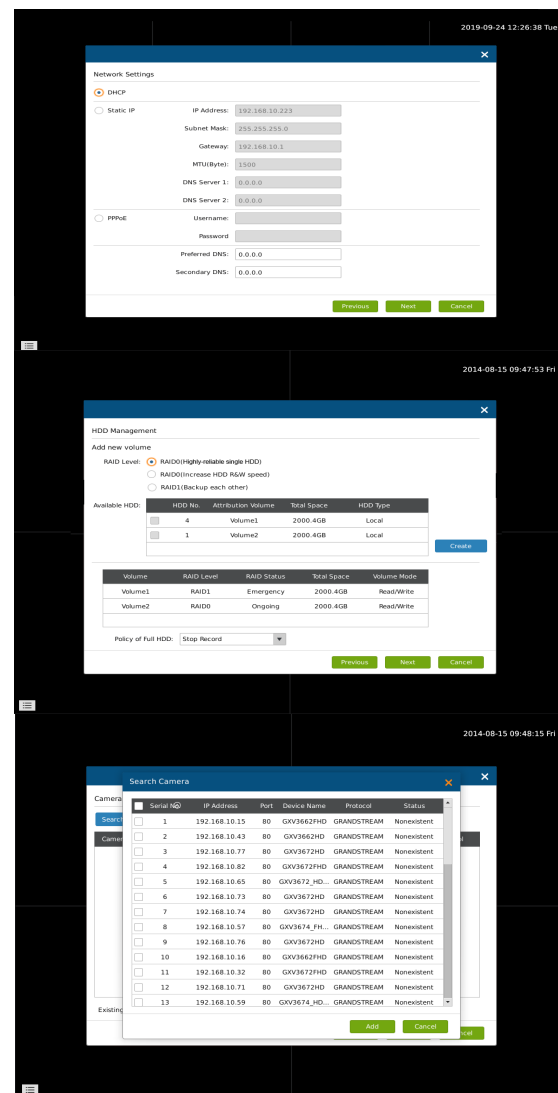 2019-09-24 12:26:38 Tue
Network Settings
DHCP
Static IP IP Address: 192.168.10.223
Subnet Mask: 255.255.255.0
Gateway: 192.168.10.1
MTU(Byte): 1500
DNS Server 1: 0.0.0.0
DNS Server 2: 0.0.0.0
PPPoE Username:
Password
Preferred DNS: 0.0.0.0
Secondary DNS: 0.0.0.0
Previous Next Cancel
2014-08-15 09:47:53 Fri
HDD Management
Add new volume
RAID Level: RAID0(Highly-reliable single HDD)
RAID0(Increase HDD R&W speed)
RAID1(Backup each other)
Available HDD: HDD No. Attribution Volume Total Space HDD Type
4 Volume1 2000.4GB Local
1 Volume2 2000.4GB Local
Create
Volume RAID Level RAID Status Total Space Volume Mode
Volume1 RAID1 Emergency 2000.4GB Read/Write
Volume2 RAID0 Ongoing 2000.4GB Read/Write
Policy of Full HDD: Stop Record
Previous Next Cancel
2014-08-15 09:48:15 Fri
Search Camera
Camera
Serial No IP Address Port Device Name Protocol Status
Search
1 192.168.10.15 80 GXV3662FHD GRANDSTREAM Nonexistent
2 192.168.10.43 80 GXV3662HD GRANDSTREAM Nonexistent
Camer
3 192.168.10.77 80 GXV3672HD GRANDSTREAM Nonexistent
4 192.168.10.82 80 GXV3672FHD GRANDSTREAM Nonexistent
5 192.168.10.65 80 GXV3672_HD... GRANDSTREAM Nonexistent
6 192.168.10.73 80 GXV3672HD GRANDSTREAM Nonexistent
7 192.168.10.74 80 GXV3672HD GRANDSTREAM Nonexistent
8 192.168.10.57 80 GXV3674_FH... GRANDSTREAM Nonexistent
9 192.168.10.76 80 GXV3672HD GRANDSTREAM Nonexistent
10 192.168.10.16 80 GXV3662FHD GRANDSTREAM Nonexistent
11 192.168.10.32 80 GXV3672FHD GRANDSTREAM Nonexistent
12 192.168.10.71 80 GXV3672HD GRANDSTREAM Nonexistent
13 192.168.10.59 80 GXV3674_HD... GRANDSTREAM Nonexistent
Existing
Add Cancel
ncel